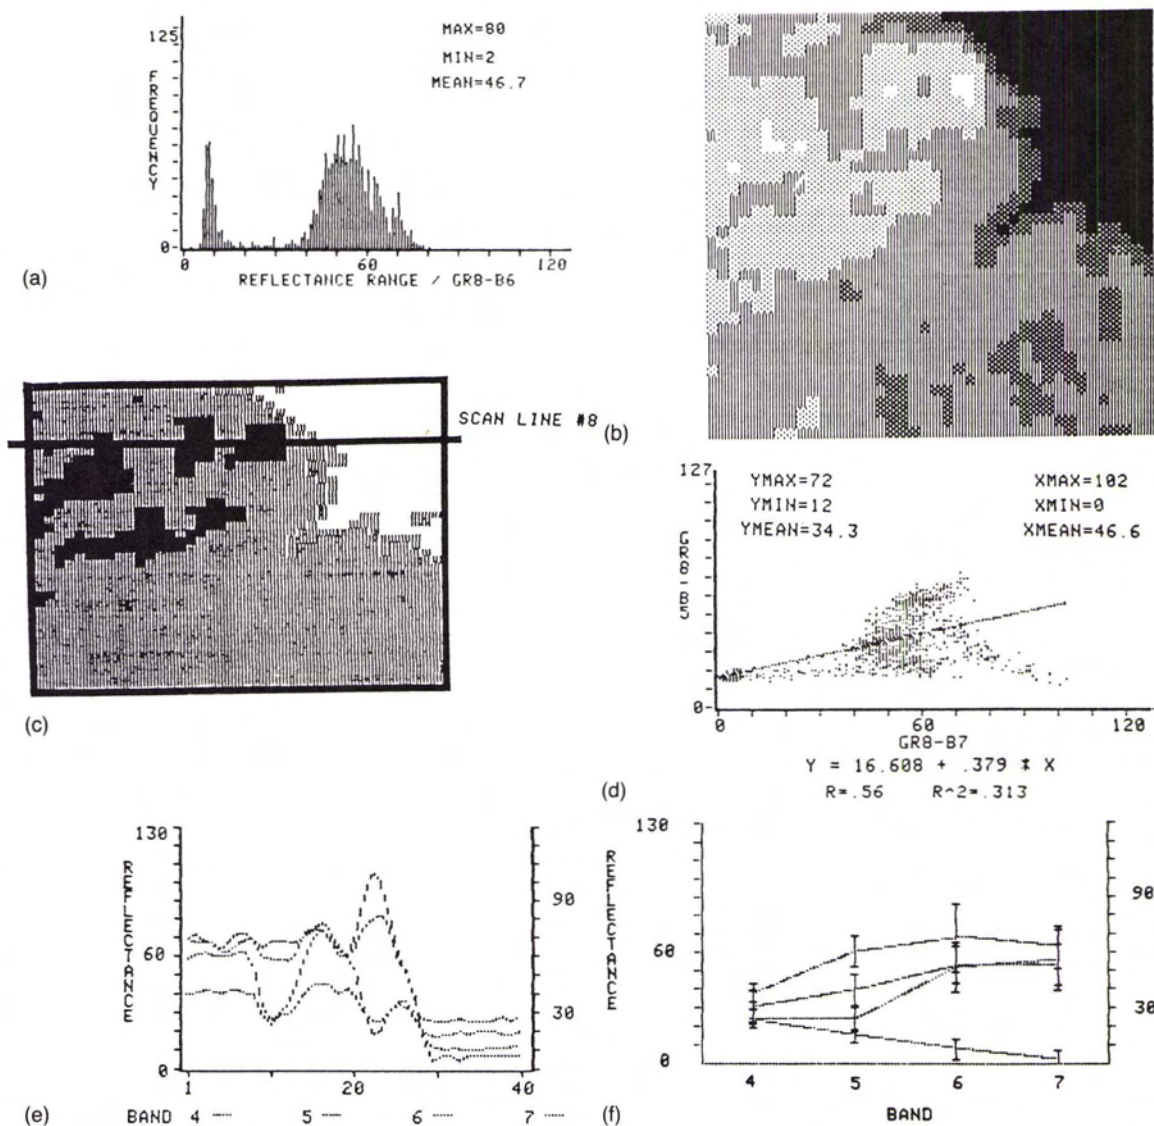 125
MAX=80
MIN=2
MEAN=46.7
FREQUENCY
0
0 60 120
REFLECTANCE RANGE / GR8-B6
(a)
(b)
SCAN LINE #8
(c)
127
YMAX=72 XMAX=102
YMIN=12 XMIN=0
YMEAN=34.3 XMEAN=46.6
GR8-B5
0
0 60 120
GR8-B7
Y = 16.608 + .379 * X
R=.56 R^2=.313
(d)
130
REFLECTANCE
90
60
30
0
1 20 40
(e)
BAND 4 5 6 7
130
REFLECTANCE
90
60
30
0
4 5 6 7
BAND
(f)